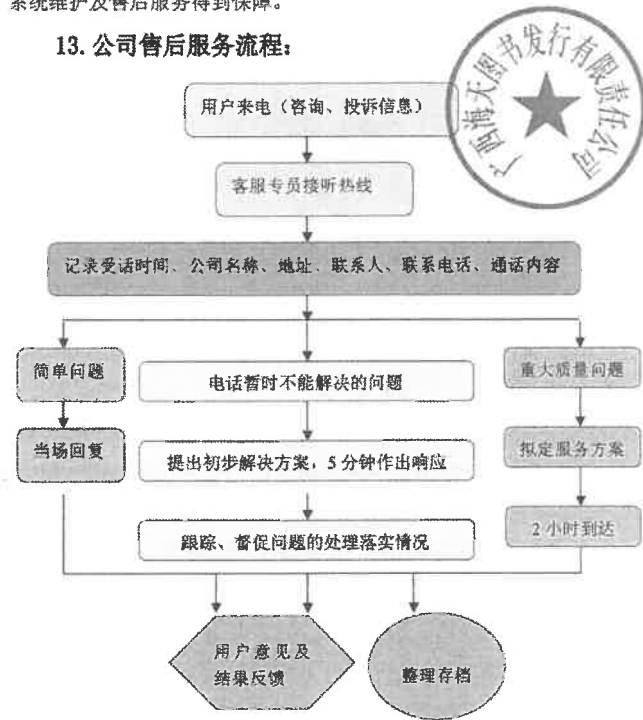 系统维护及售后服务得到保障。
13.公司售后服务流程：
广西海天图书发行有限责任公司
用户来电（咨询、投诉信息）
客服专员接听热线
记录受话时间、公司名称、地址、联系人、联系电话、通话内容
简单问题
电话暂时不能解决的问题
重大质量问题
当场回复
提出初步解决方案，5分钟作出响应
拟定服务方案
跟踪、督促问题的处理落实情况
2小时到达
用户意见及
结果反馈
整理存档